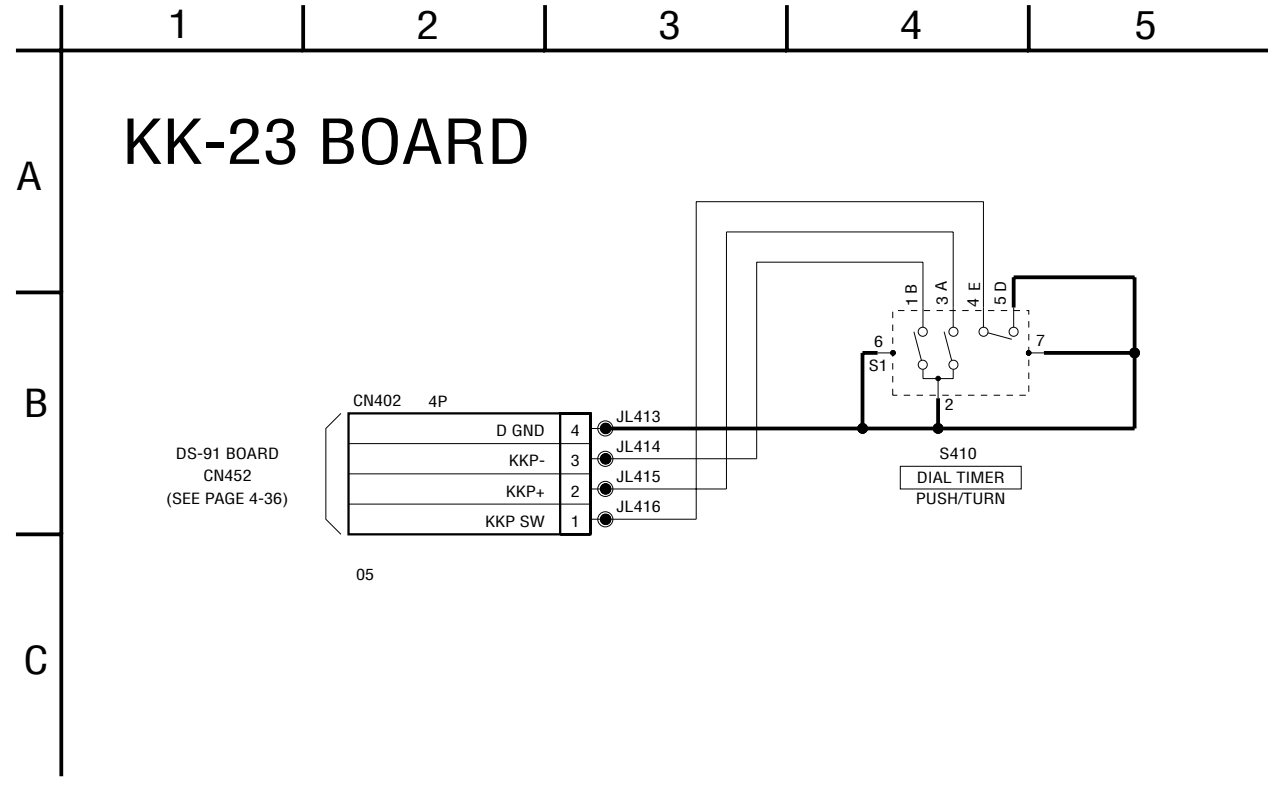 1 2 3 4 5
A
KK-23 BOARD
1 B
3 A
4 E
5 D
6
S1
7
2
B
CN402 4P
D GND 4 JL413
KKP- 3 JL414
KKP+ 2 JL415
KKP SW 1 JL416
DS-91 BOARD
CN452
(SEE PAGE 4-36)
S410
DIAL TIMER
PUSH/TURN
05
C